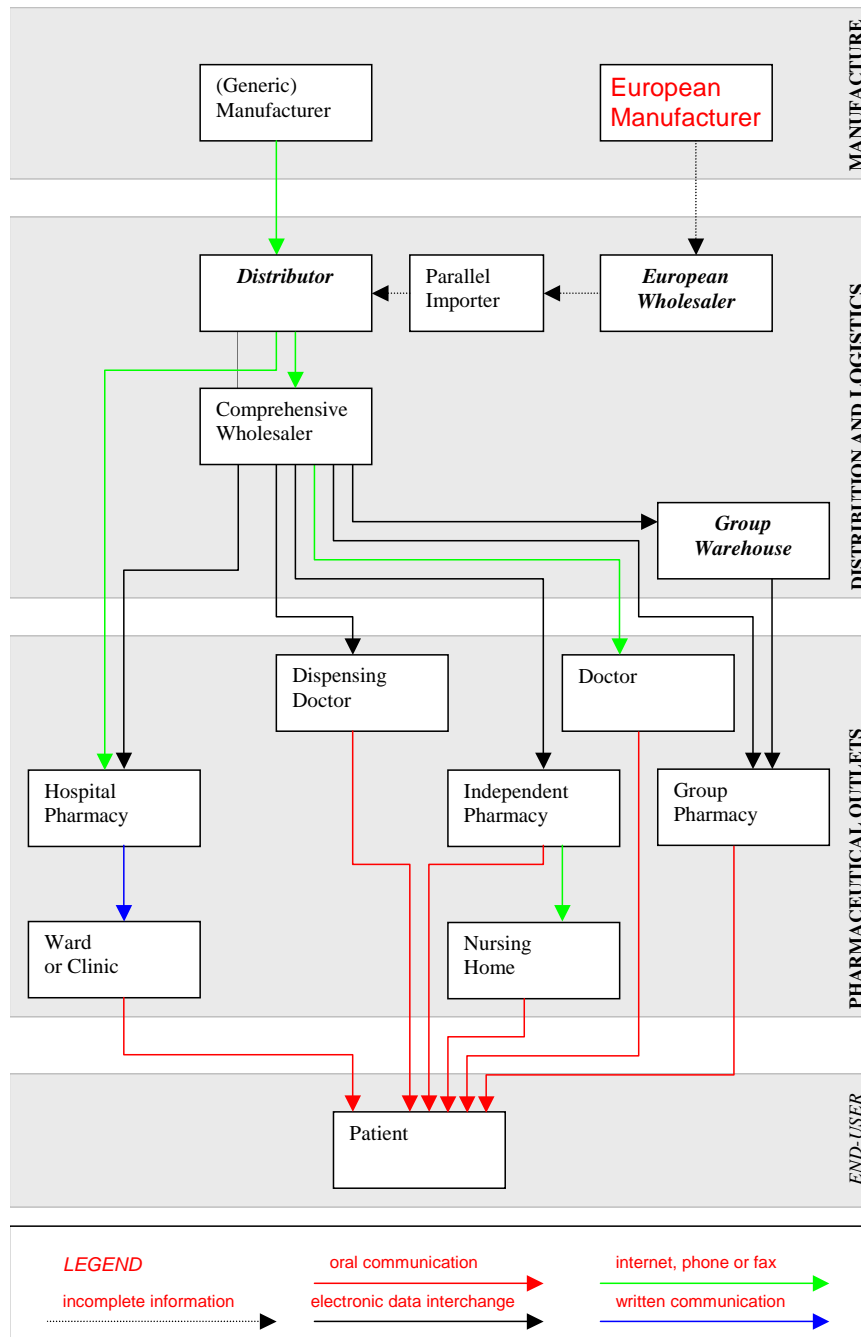 MANUFACTURE
(Generic)
Manufacturer
European
Manufacturer
DISTRIBUTION AND LOGISTICS
Distributor
Parallel
Importer
European
Wholesaler
Comprehensive
Wholesaler
Group
Warehouse
PHARMACEUTICAL OUTLETS
Dispensing
Doctor
Doctor
Hospital
Pharmacy
Independent
Pharmacy
Group
Pharmacy
Ward
or Clinic
Nursing
Home
END-USER
Patient
LEGEND
oral communication
internet, phone or fax
incomplete information
electronic data interchange
written communication